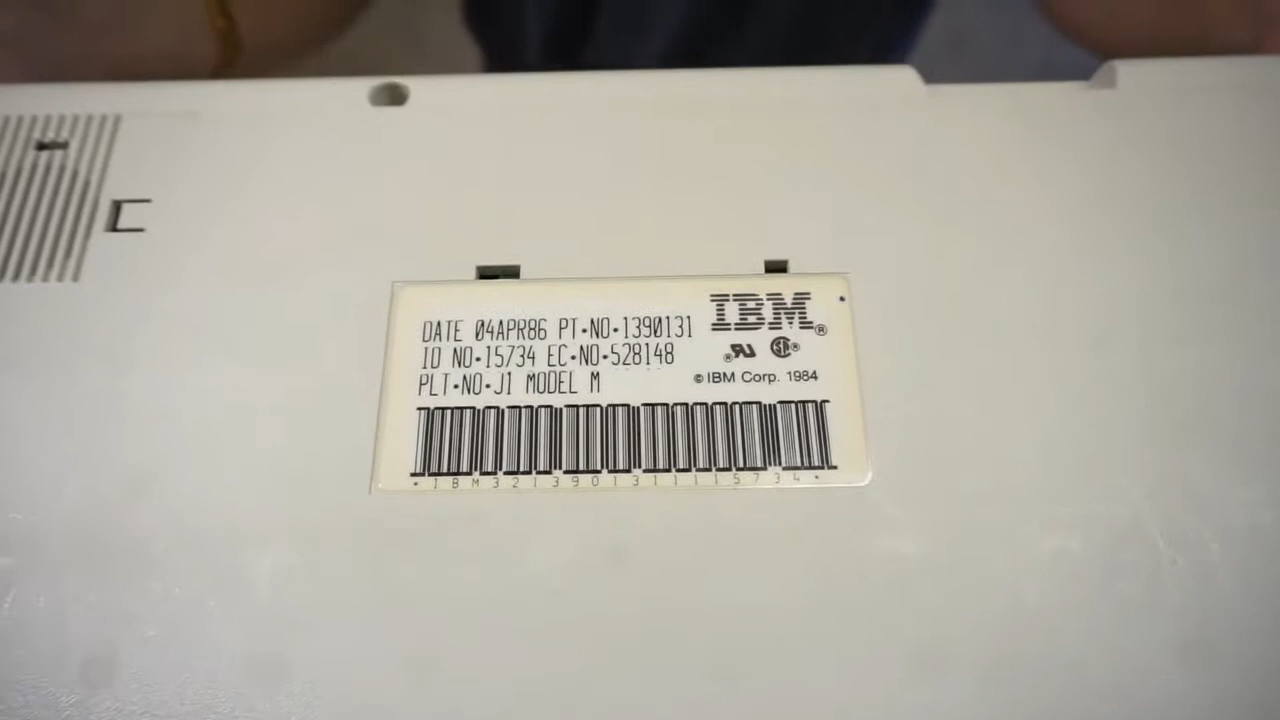 DATE 04APR86 PT·NO·1390131
IBM®
ID NO·15734 EC·NO·528148
PLT·NO·J1 MODEL M
© IBM Corp. 1984
·IBM3213901311115734·